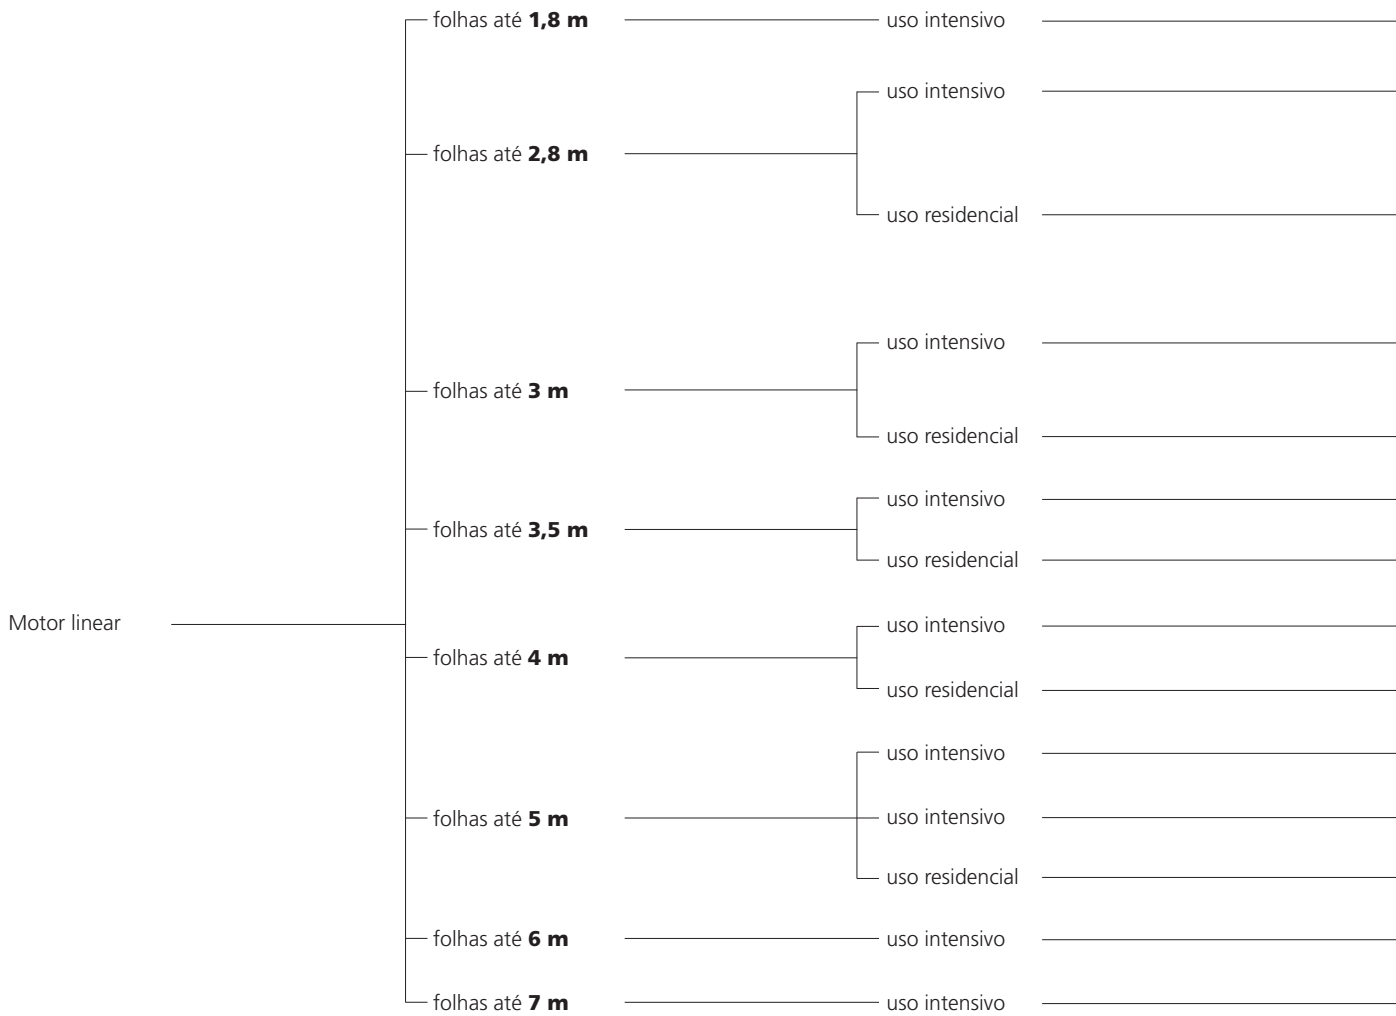 folhas até 1,8 m
uso intensivo
uso intensivo
folhas até 2,8 m
uso residencial
uso intensivo
folhas até 3 m
uso residencial
uso intensivo
folhas até 3,5 m
uso residencial
Motor linear
uso intensivo
folhas até 4 m
uso residencial
uso intensivo
folhas até 5 m
uso intensivo
uso residencial
folhas até 6 m
uso intensivo
folhas até 7 m
uso intensivo